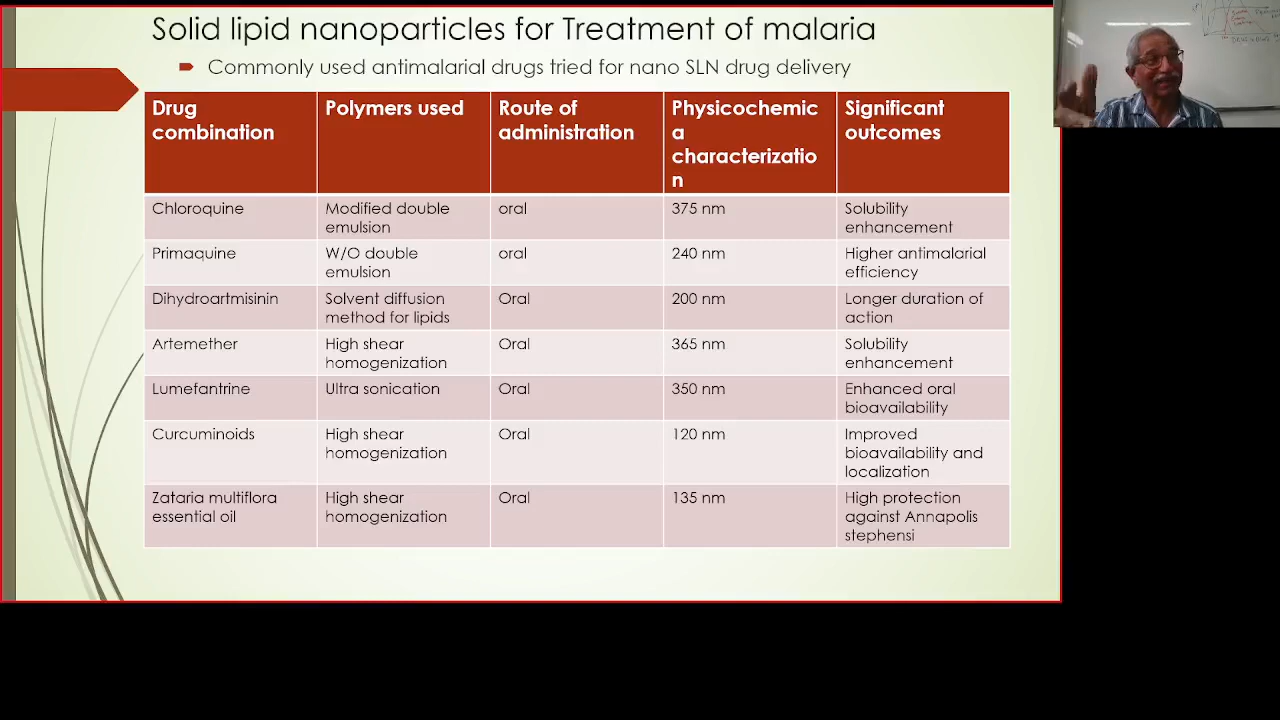 Solid lipid nanoparticles for Treatment of malaria
Commonly used antimalarial drugs tried for nano SLN drug delivery
Drug combination
Polymers used
Route of administration
Physicochemic a characterizatio n
Significant outcomes
Chloroquine
Modified double emulsion
oral
375 nm
Solubility enhancement
Primaquine
W/O double emulsion
oral
240 nm
Higher antimalarial efficiency
Dihydroartmisinin
Solvent diffusion method for lipids
Oral
200 nm
Longer duration of action
Artemether
High shear homogenization
Oral
365 nm
Solubility enhancement
Lumefantrine
Ultra sonication
Oral
350 nm
Enhanced oral bioavailability
Curcuminoids
High shear homogenization
Oral
120 nm
Improved bioavailability and localization
Zataria multiflora essential oil
High shear homogenization
Oral
135 nm
High protection against Annapolis stephensi